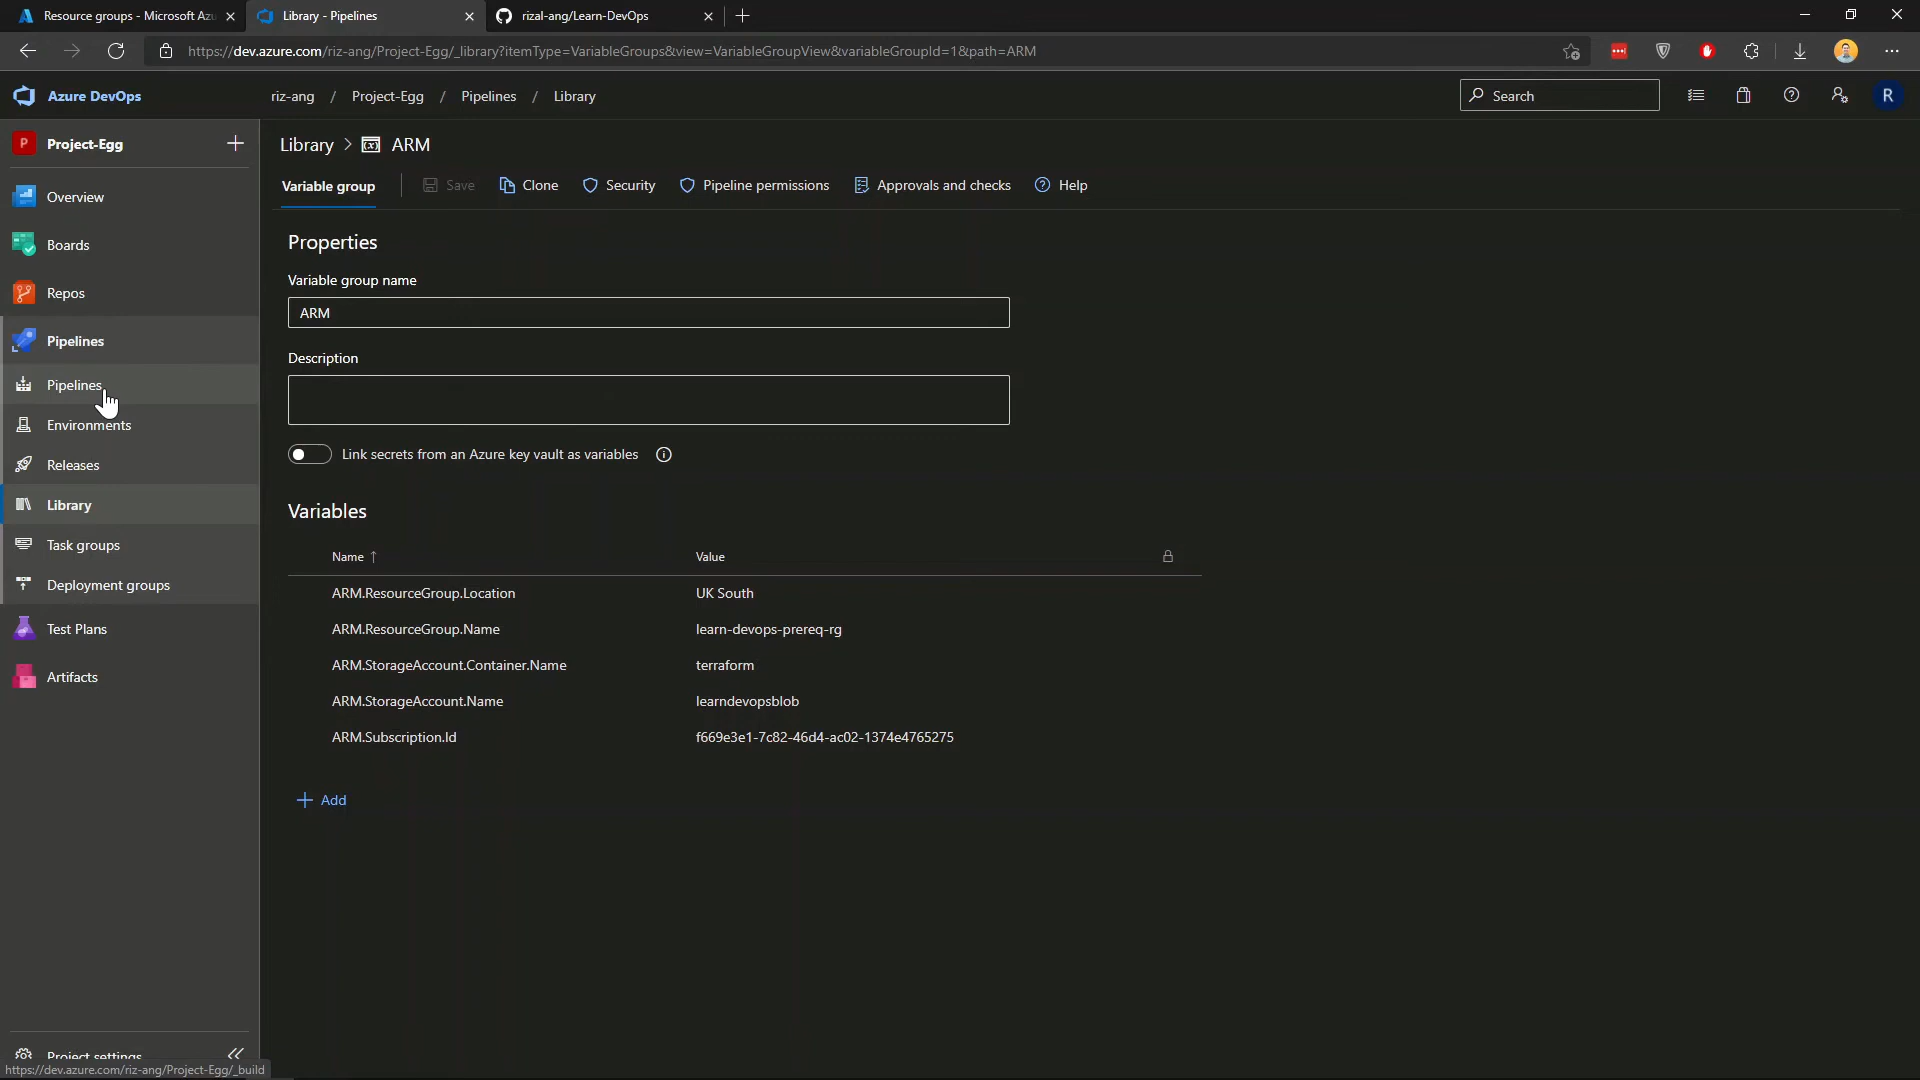 Resource groups - Microsoft Az
Library - Pipelines
rizal-ang/Learn-DevOps
https://dev.azure.com/riz-ang/Project-Egg/_library?itemType=VariableGroups&view=VariableGroupView&variableGroupId=1&path=ARM
Azure DevOps
riz-ang / Project-Egg / Pipelines / Library
Search
R
P Project-Egg
Library > ARM
Variable group
Save
Clone
Security
Pipeline permissions
Approvals and checks
Help
Overview
Boards
Repos
Pipelines
Pipelines
Environments
Releases
Library
Task groups
Deployment groups
Test Plans
Artifacts
Project settings
Properties
Variable group name
ARM
Description
Link secrets from an Azure key vault as variables
Variables
Name ↑ Value
ARM.ResourceGroup.Location UK South
ARM.ResourceGroup.Name learn-devops-prereq-rg
ARM.StorageAccount.Container.Name terraform
ARM.StorageAccount.Name learndevopsblob
ARM.Subscription.Id f669e3e1-7c82-46d4-ac02-1374e4765275
+ Add
https://dev.azure.com/riz-ang/Project-Egg/_build